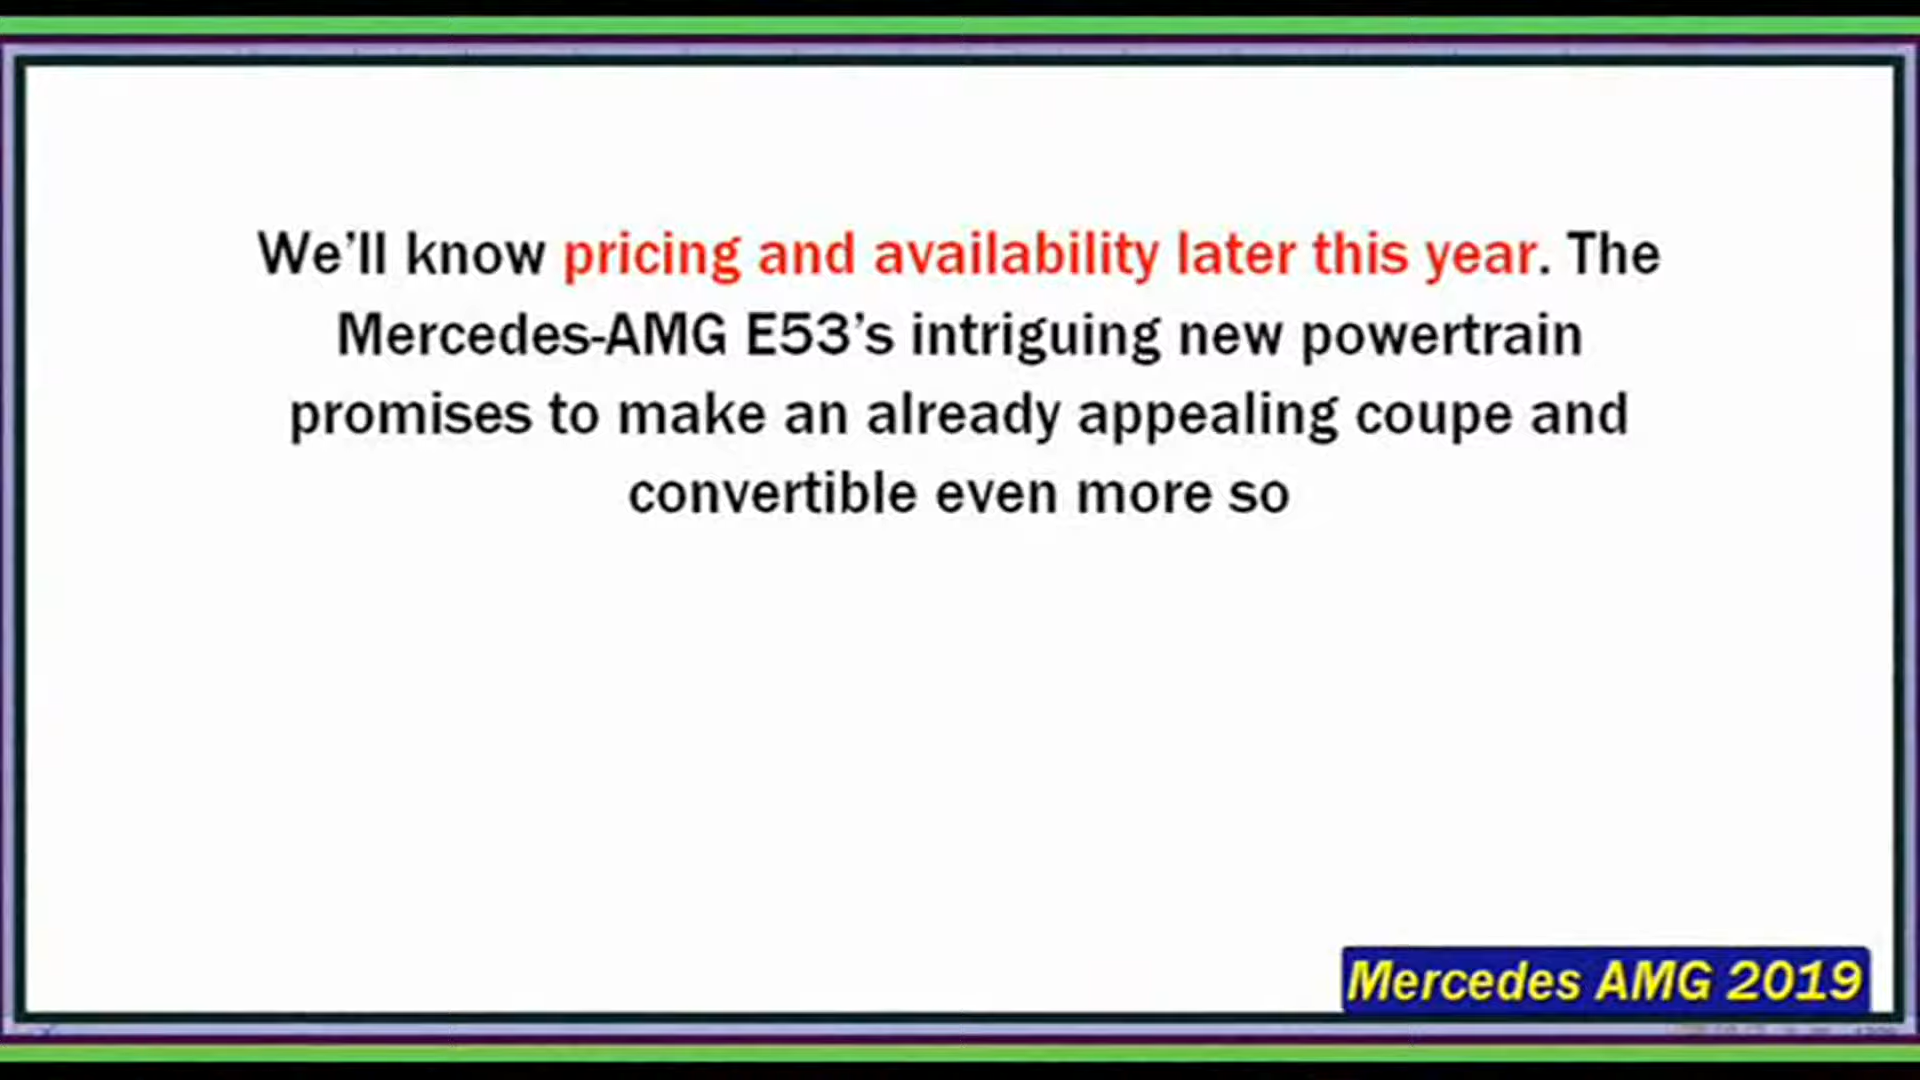 We’ll know pricing and availability later this year. The
Mercedes-AMG E53’s intriguing new powertrain
promises to make an already appealing coupe and
convertible even more so
Mercedes AMG 2019